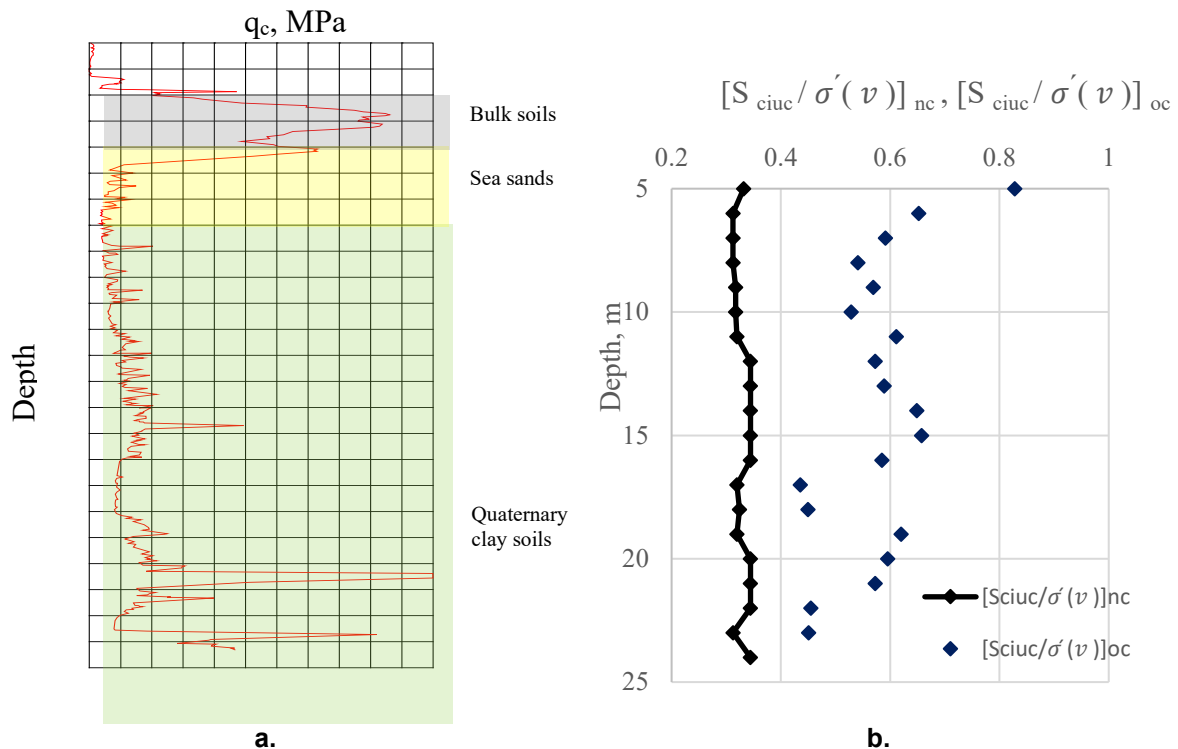 q_c, MPa
Bulk soils
Sea sands
Depth
Quaternary
clay soils
a.
[S ciuc / σ´( v )] nc , [S ciuc / σ´( v )] oc
0.2 0.4 0.6 0.8 1
5
10
15
20
25
Depth, m
[Sciuc/σ´(v )]nc
[Sciuc/σ´(v )]oc
b.